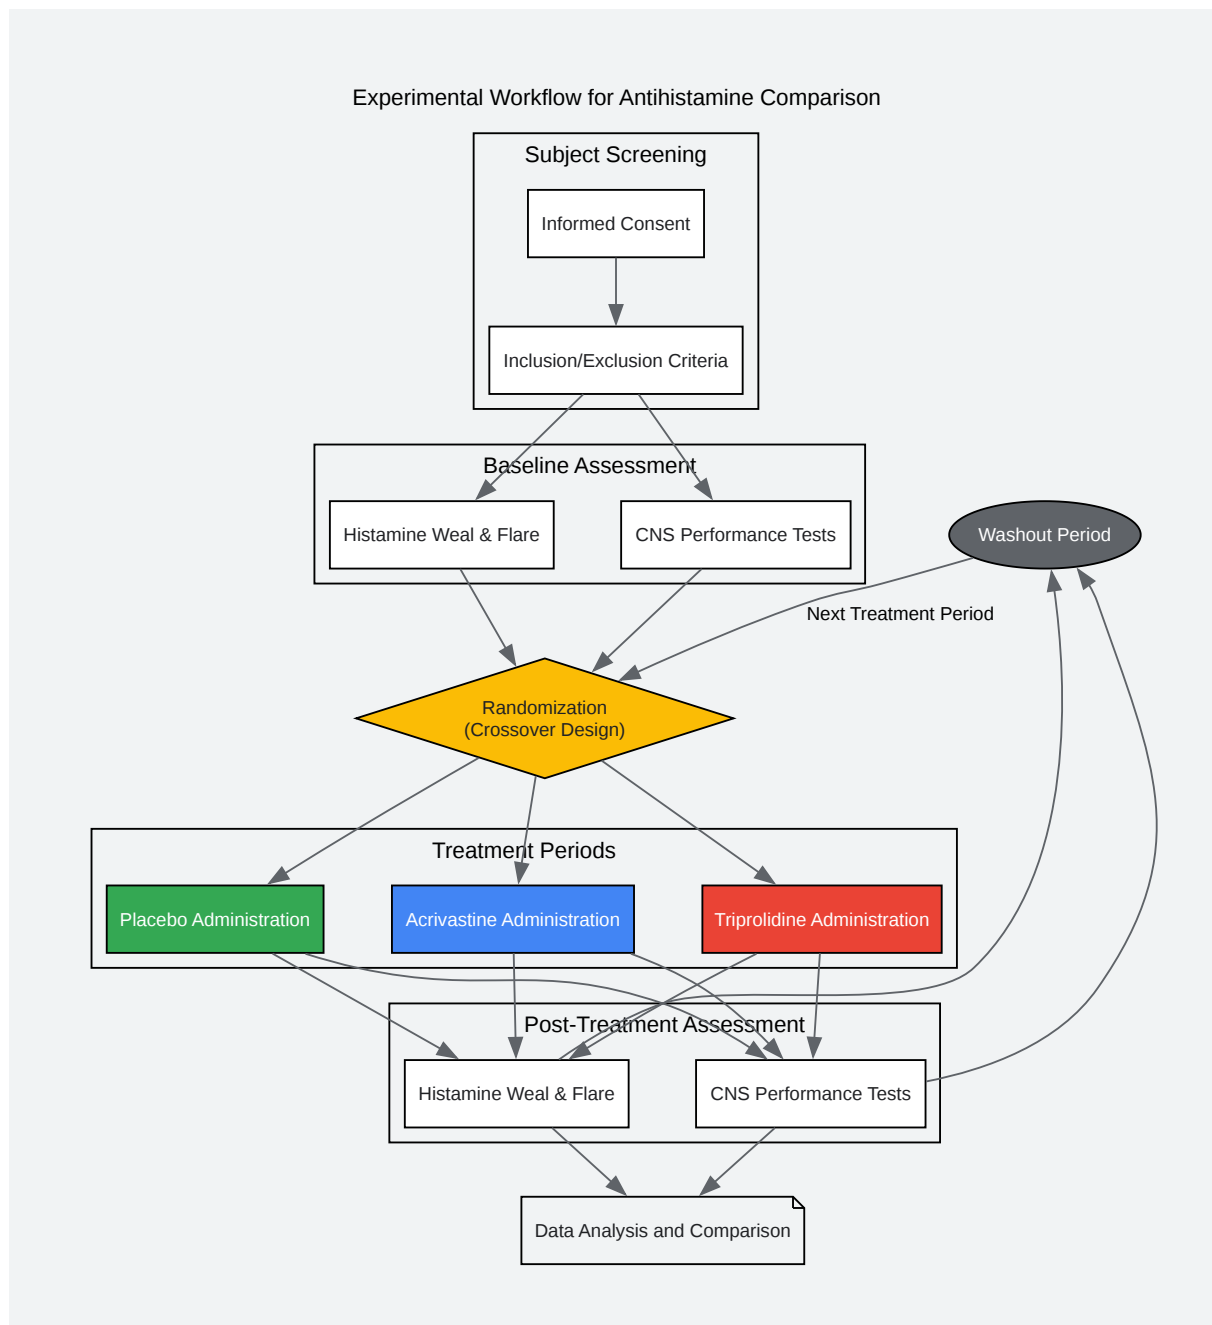 Experimental Workflow for Antihistamine Comparison
Subject Screening
Informed Consent
Inclusion/Exclusion Criteria
Baseline Assessment
Histamine Weal & Flare
CNS Performance Tests
Washout Period
Next Treatment Period
Randomization
(Crossover Design)
Treatment Periods
Placebo Administration
Acrivastine Administration
Triprolidine Administration
Post-Treatment Assessment
Histamine Weal & Flare
CNS Performance Tests
Data Analysis and Comparison